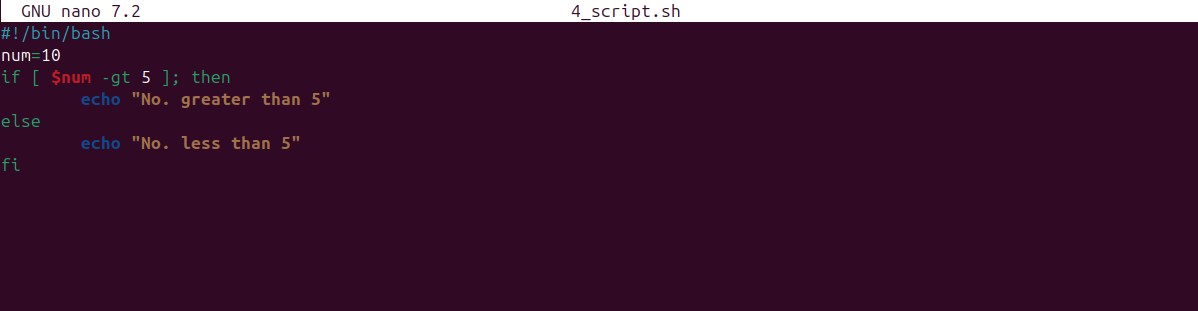 GNU nano 7.2 4_script.sh
#!/bin/bash
num=10
if [ $num -gt 5 ]; then
        echo "No. greater than 5"
else
        echo "No. less than 5"
fi